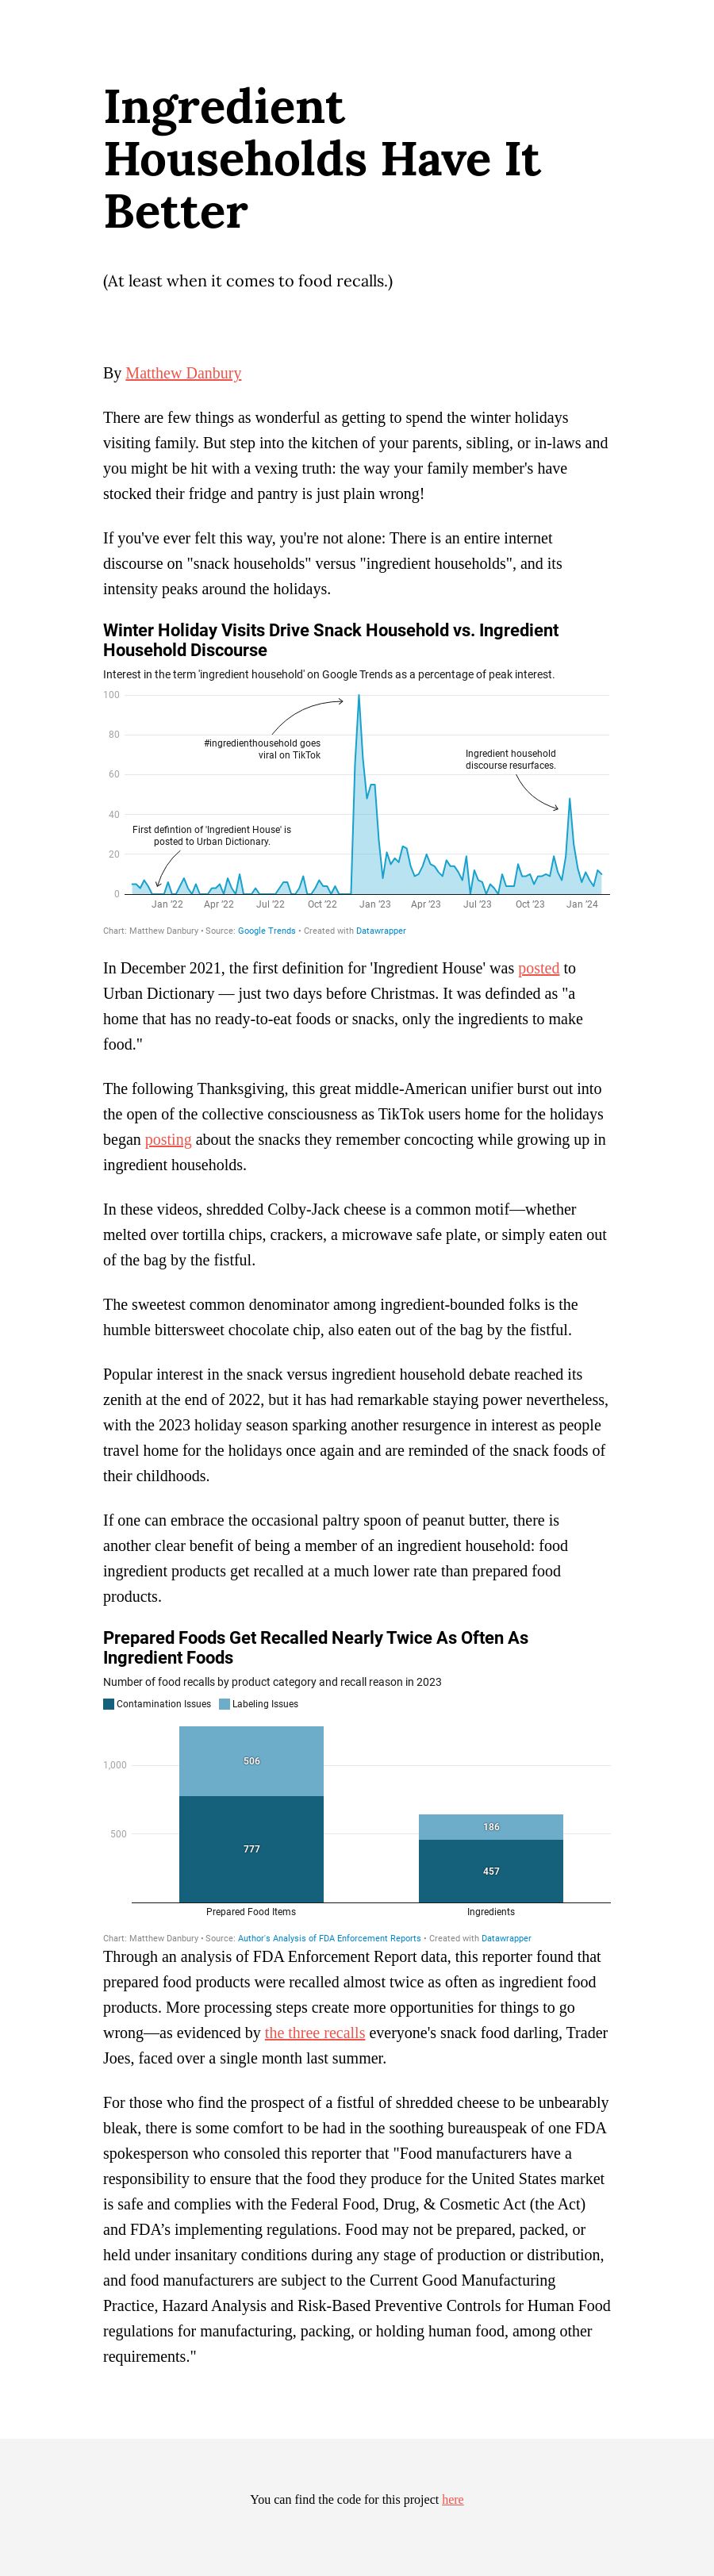 Ingredient
Households Have It
Better
(At least when it comes to food recalls.)
By Matthew Danbury
There are few things as wonderful as getting to spend the winter holidays
visiting family. But step into the kitchen of your parents, sibling, or in-laws and
you might be hit with a vexing truth: the way your family member's have
stocked their fridge and pantry is just plain wrong!
If you've ever felt this way, you're not alone: There is an entire internet
discourse on "snack households" versus "ingredient households", and its
intensity peaks around the holidays.
Winter Holiday Visits Drive Snack Household vs. Ingredient
Household Discourse
Interest in the term 'ingredient household' on Google Trends as a percentage of peak interest.
100
80
60
40
20
0
#ingredienthousehold goes
viral on TikTok
Ingredient household
discourse resurfaces.
First defintion of 'Ingredient House' is
posted to Urban Dictionary.
Jan '22 Apr '22 Jul '22 Oct '22 Jan '23 Apr '23 Jul '23 Oct '23 Jan '24
Chart: Matthew Danbury • Source: Google Trends • Created with Datawrapper
In December 2021, the first definition for 'Ingredient House' was posted to
Urban Dictionary — just two days before Christmas. It was definded as "a
home that has no ready-to-eat foods or snacks, only the ingredients to make
food."
The following Thanksgiving, this great middle-American unifier burst out into
the open of the collective consciousness as TikTok users home for the holidays
began posting about the snacks they remember concocting while growing up in
ingredient households.
In these videos, shredded Colby-Jack cheese is a common motif—whether
melted over tortilla chips, crackers, a microwave safe plate, or simply eaten out
of the bag by the fistful.
The sweetest common denominator among ingredient-bounded folks is the
humble bittersweet chocolate chip, also eaten out of the bag by the fistful.
Popular interest in the snack versus ingredient household debate reached its
zenith at the end of 2022, but it has had remarkable staying power nevertheless,
with the 2023 holiday season sparking another resurgence in interest as people
travel home for the holidays once again and are reminded of the snack foods of
their childhoods.
If one can embrace the occasional paltry spoon of peanut butter, there is
another clear benefit of being a member of an ingredient household: food
ingredient products get recalled at a much lower rate than prepared food
products.
Prepared Foods Get Recalled Nearly Twice As Often As
Ingredient Foods
Number of food recalls by product category and recall reason in 2023
Contamination Issues Labeling Issues
1,000
500
506
777
186
457
Prepared Food Items Ingredients
Chart: Matthew Danbury • Source: Author's Analysis of FDA Enforcement Reports • Created with Datawrapper
Through an analysis of FDA Enforcement Report data, this reporter found that
prepared food products were recalled almost twice as often as ingredient food
products. More processing steps create more opportunities for things to go
wrong—as evidenced by the three recalls everyone's snack food darling, Trader
Joes, faced over a single month last summer.
For those who find the prospect of a fistful of shredded cheese to be unbearably
bleak, there is some comfort to be had in the soothing bureauspeak of one FDA
spokesperson who consoled this reporter that "Food manufacturers have a
responsibility to ensure that the food they produce for the United States market
is safe and complies with the Federal Food, Drug, & Cosmetic Act (the Act)
and FDA’s implementing regulations. Food may not be prepared, packed, or
held under insanitary conditions during any stage of production or distribution,
and food manufacturers are subject to the Current Good Manufacturing
Practice, Hazard Analysis and Risk-Based Preventive Controls for Human Food
regulations for manufacturing, packing, or holding human food, among other
requirements."
You can find the code for this project here